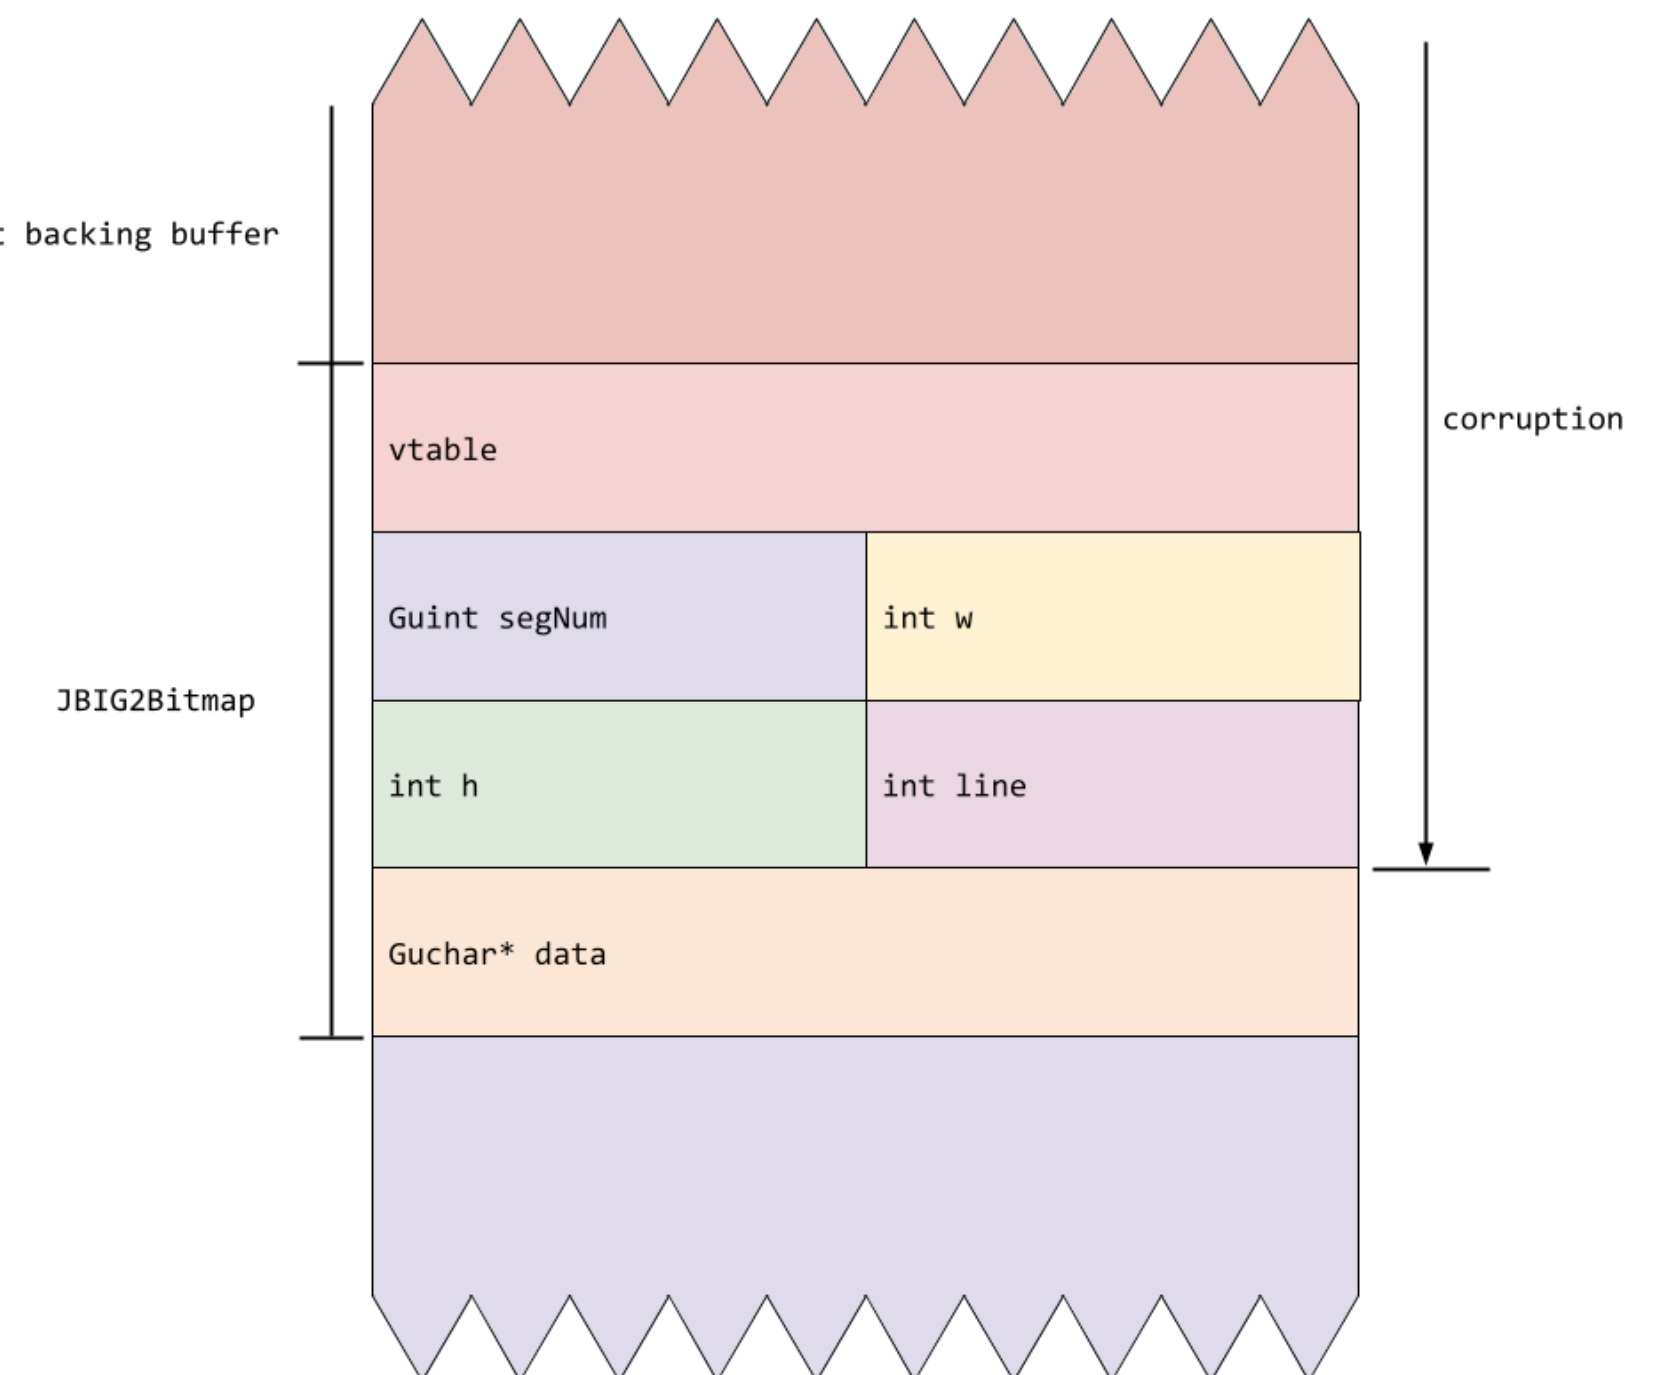 backing buffer
vtable
corruption
Guint segNum
int w
JBIG2Bitmap
int h
int line
Guchar* data